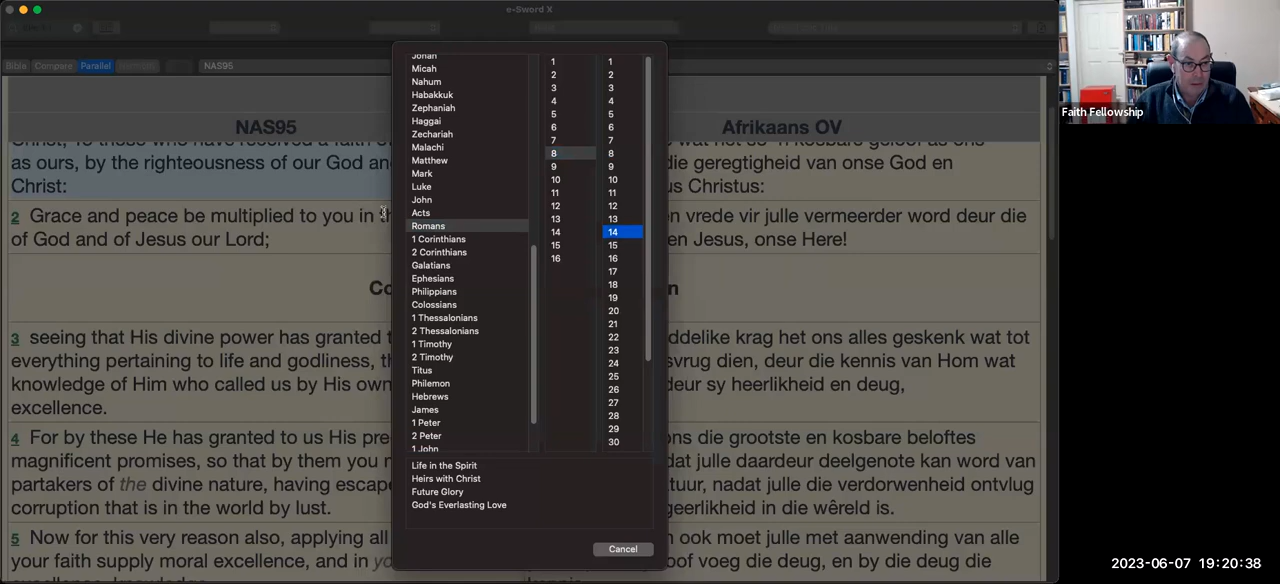 e-Sword X
Bible Compare Parallel
NAS95
NAS95
Afrikaans OV
as ours, by the righteousness of our God an
die geregtigheid van onse God en
Christ:
us Christus:
2 Grace and peace be multiplied to you in
en vrede vir julle vermeerder word deur die
of God and of Jesus our Lord;
en Jesus, onse Here!
3 seeing that His divine power has granted
ddelike krag het ons alles geskenk wat tot
everything pertaining to life and godliness,
svrug dien, deur die kennis van Hom wat
knowledge of Him who called us by His own
deur sy heerlikheid en deug,
excellence.
4 For by these He has granted to us His pre
ons die grootste en kosbare beloftes
magnificent promises, so that by them you
dat julle daardeur deelgenote kan word van
partakers of the divine nature, having escape
tuur, nadat julle die verdorwenheid ontvlug
corruption that is in the world by lust.
geerlikheid in die wêreld is.
5 Now for this very reason also, applying all
ook moet julle met aanwending van alle
your faith supply moral excellence, and in
oof voeg die deug, en by die deug die
Jonah
Micah
Nahum
Habakkuk
Zephaniah
Haggai
Zechariah
Malachi
Matthew
Mark
Luke
John
Acts
Romans
1 Corinthians
2 Corinthians
Galatians
Ephesians
Philippians
Colossians
1 Thessalonians
2 Thessalonians
1 Timothy
2 Timothy
Titus
Philemon
Hebrews
James
1 Peter
2 Peter
1 John
1
2
3
4
5
6
7
8
9
10
11
12
13
14
15
16
1
2
3
4
5
6
7
8
9
10
11
12
13
14
15
16
17
18
19
20
21
22
23
24
25
26
27
28
29
30
Life in the Spirit
Heirs with Christ
Future Glory
God's Everlasting Love
Cancel
Faith Fellowship
2023-06-07 19:20:38